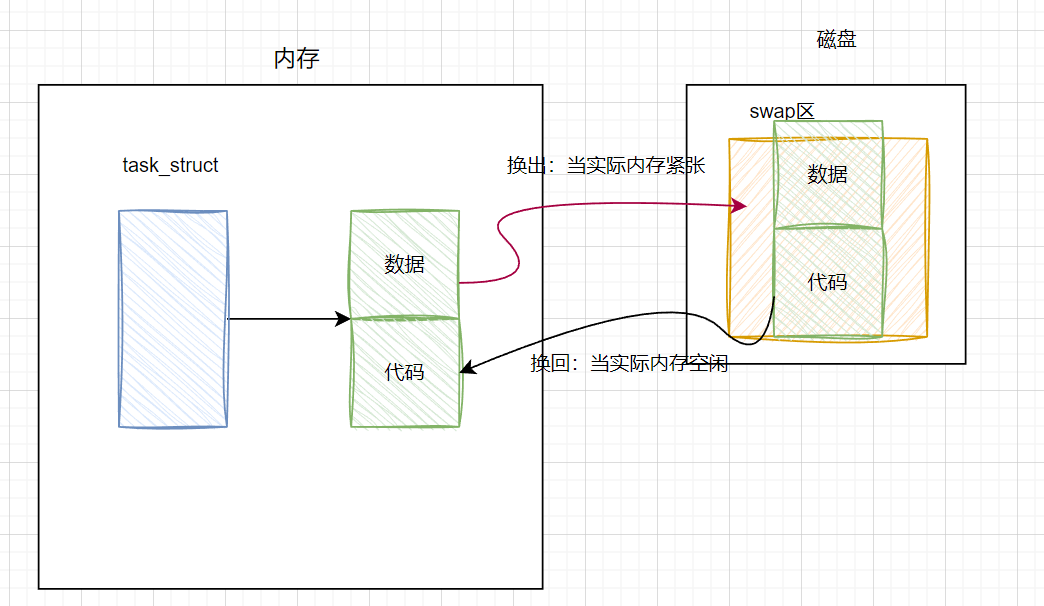 内存
磁盘
swap区
task_struct
换出：当实际内存紧张
数据
数据
代码
代码
换回：当实际内存空闲